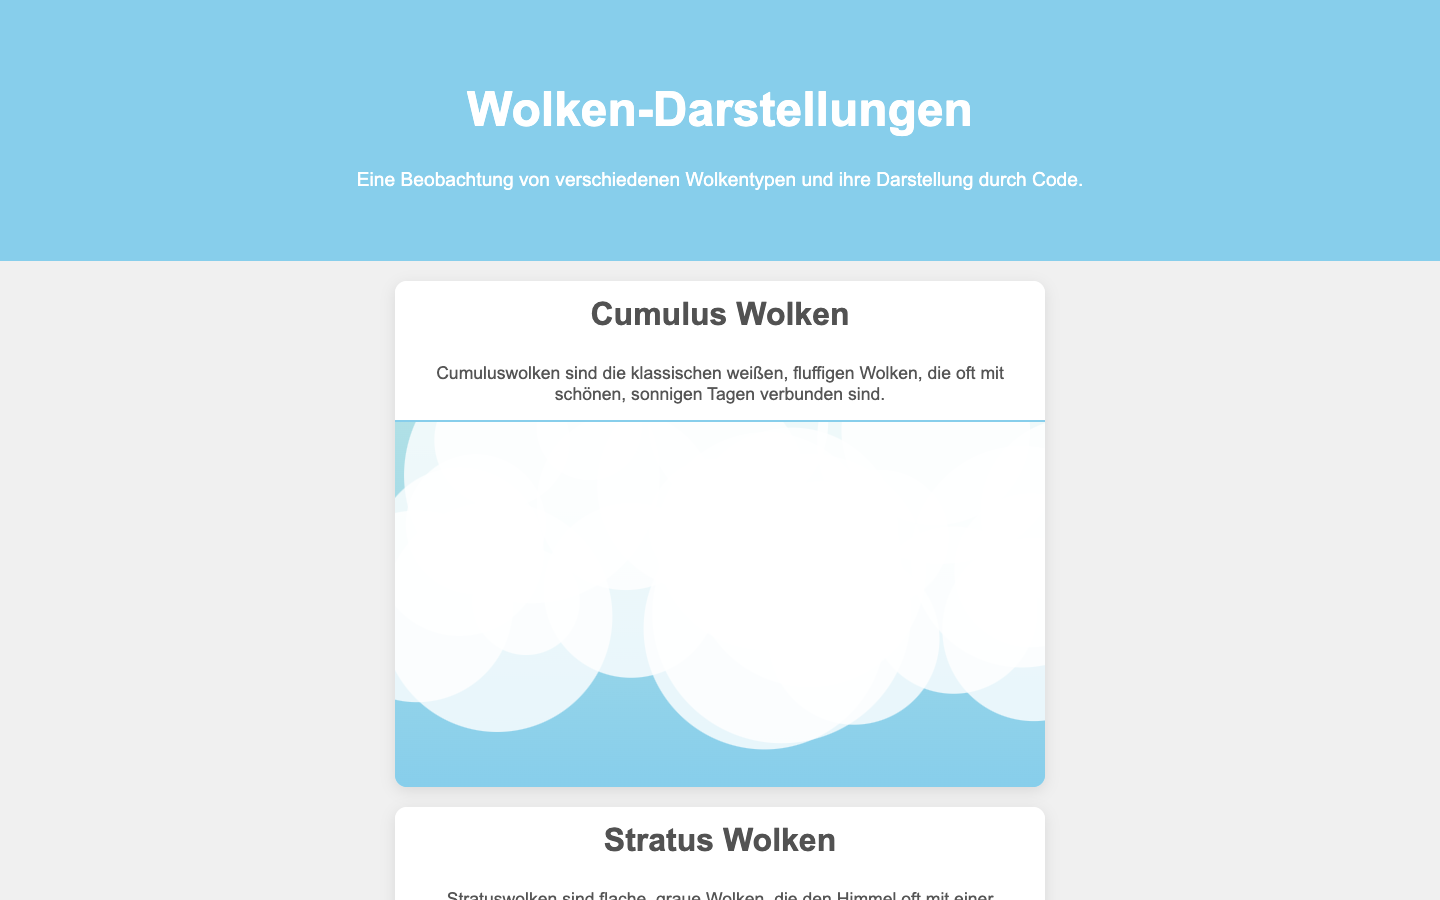 Wolken-Darstellungen
Eine Beobachtung von verschiedenen Wolkentypen und ihre Darstellung durch Code.
Cumulus Wolken
Cumuluswolken sind die klassischen weißen, fluffigen Wolken, die oft mit
schönen, sonnigen Tagen verbunden sind.
Stratus Wolken
Stratuswolken sind flache, graue Wolken, die den Himmel oft mit einer